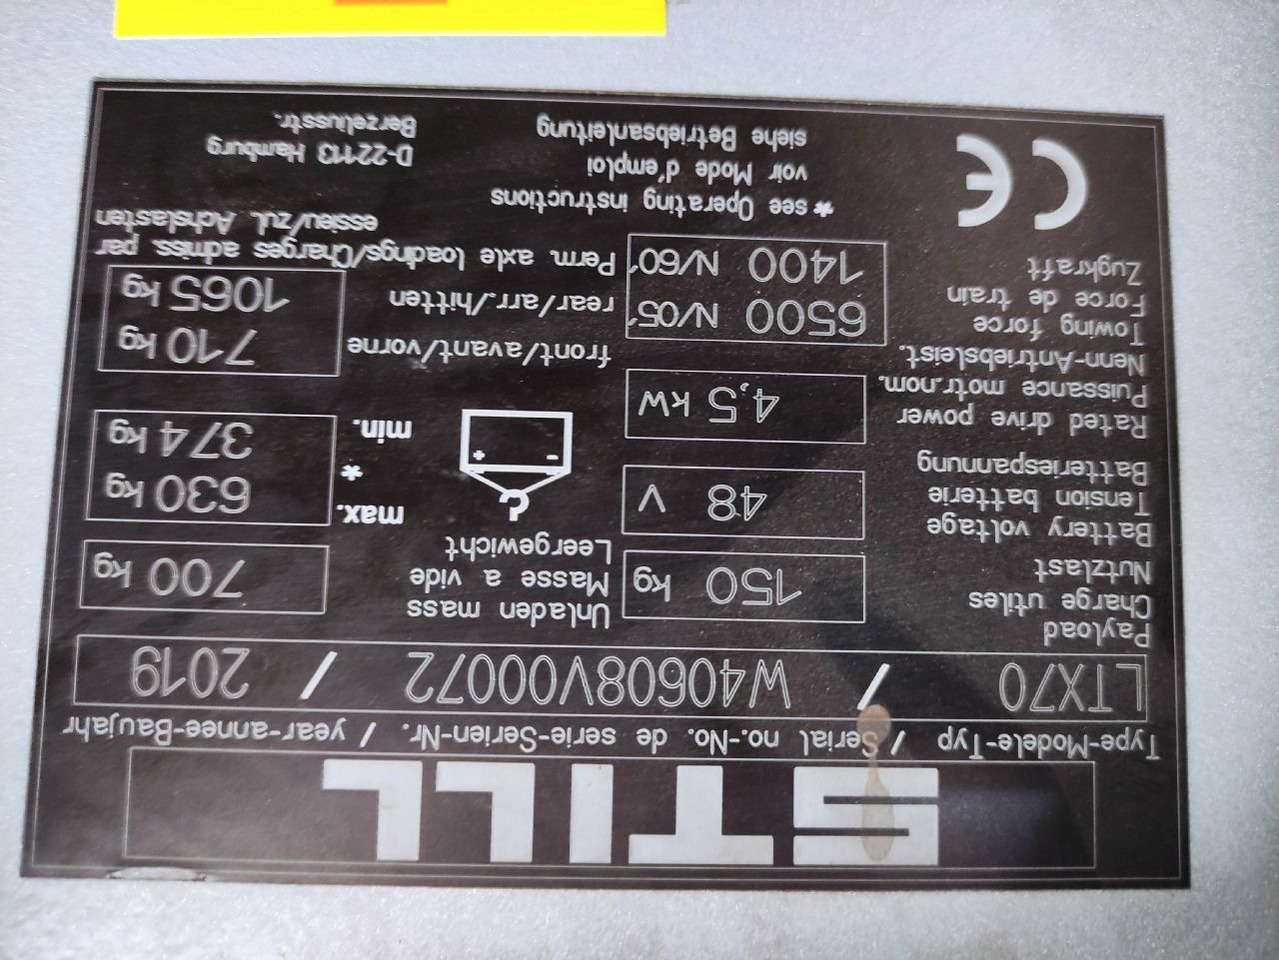 STILL
Type-Modele-Typ / Serial no.-No. de serie-Serien-Nr. / year-annee-Baujahr
LTX70 / W40608V00072 / 2019
Payload
Charge utiles
Nutzlast
150 kg
Unladen mass
Masse a vide
Leergewicht
700 kg
Battery voltage
Tension batterie
Batteriespannung
48 V
max.
630 kg
*
min.
374 kg
Rated drive power
Puissance motr.nom.
Nenn-Antriebsleist.
4,5 kW
front/avant/vorne
710 kg
rear/arr./hitten
1065 kg
Towing force
Force de train
Zugkraft
6500 N/05'
1400 N/60'
Perm. axle loadings/Charges admiss. par
essieu/zul. Achslasten
CE
* see Operating instructions
voir Mode d'emploi
siehe Betriebsanleitung
D-22113 Hamburg
Berzeliusstr.